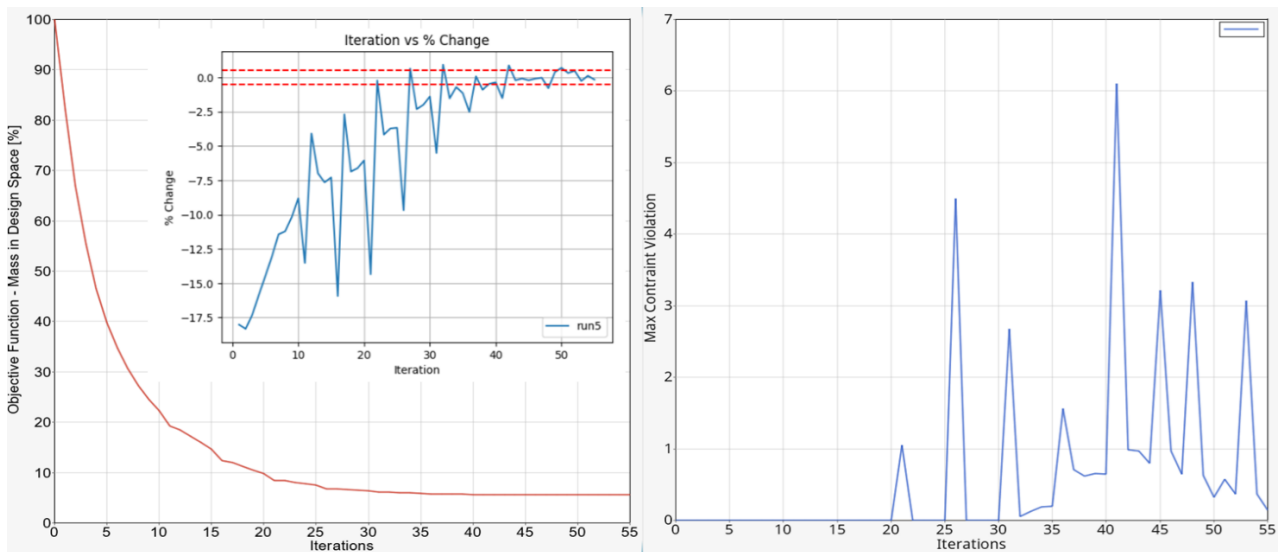 Objective Function - Mass in Design Space [%]
100
90
80
70
60
50
40
30
20
10
0
0 5 10 15 20 25 30 35 40 45 50 55
Iterations
Iteration vs % Change
% Change
0.0
−2.5
−5.0
−7.5
−10.0
−12.5
−15.0
−17.5
0 10 20 30 40 50
Iteration
run5
Max Contraint Violation
7
6
5
4
3
2
1
0
0 5 10 15 20 25 30 35 40 45 50 55
Iterations